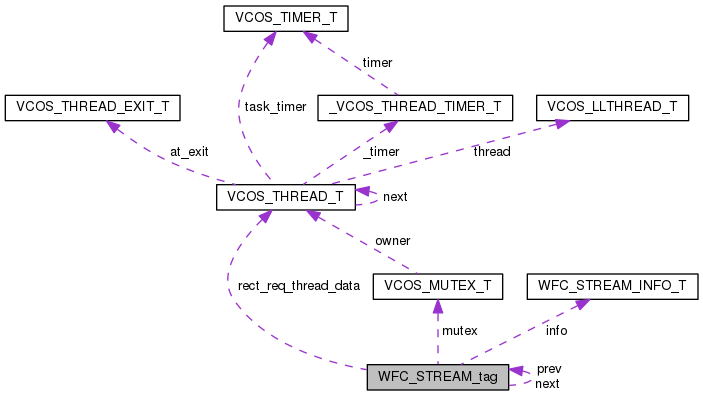 VCOS_TIMER_T
timer
VCOS_THREAD_EXIT_T
task_timer
_VCOS_THREAD_TIMER_T
VCOS_LLTHREAD_T
at_exit
_timer
thread
VCOS_THREAD_T
next
owner
rect_req_thread_data
VCOS_MUTEX_T
WFC_STREAM_INFO_T
mutex
info
WFC_STREAM_tag
prev
next